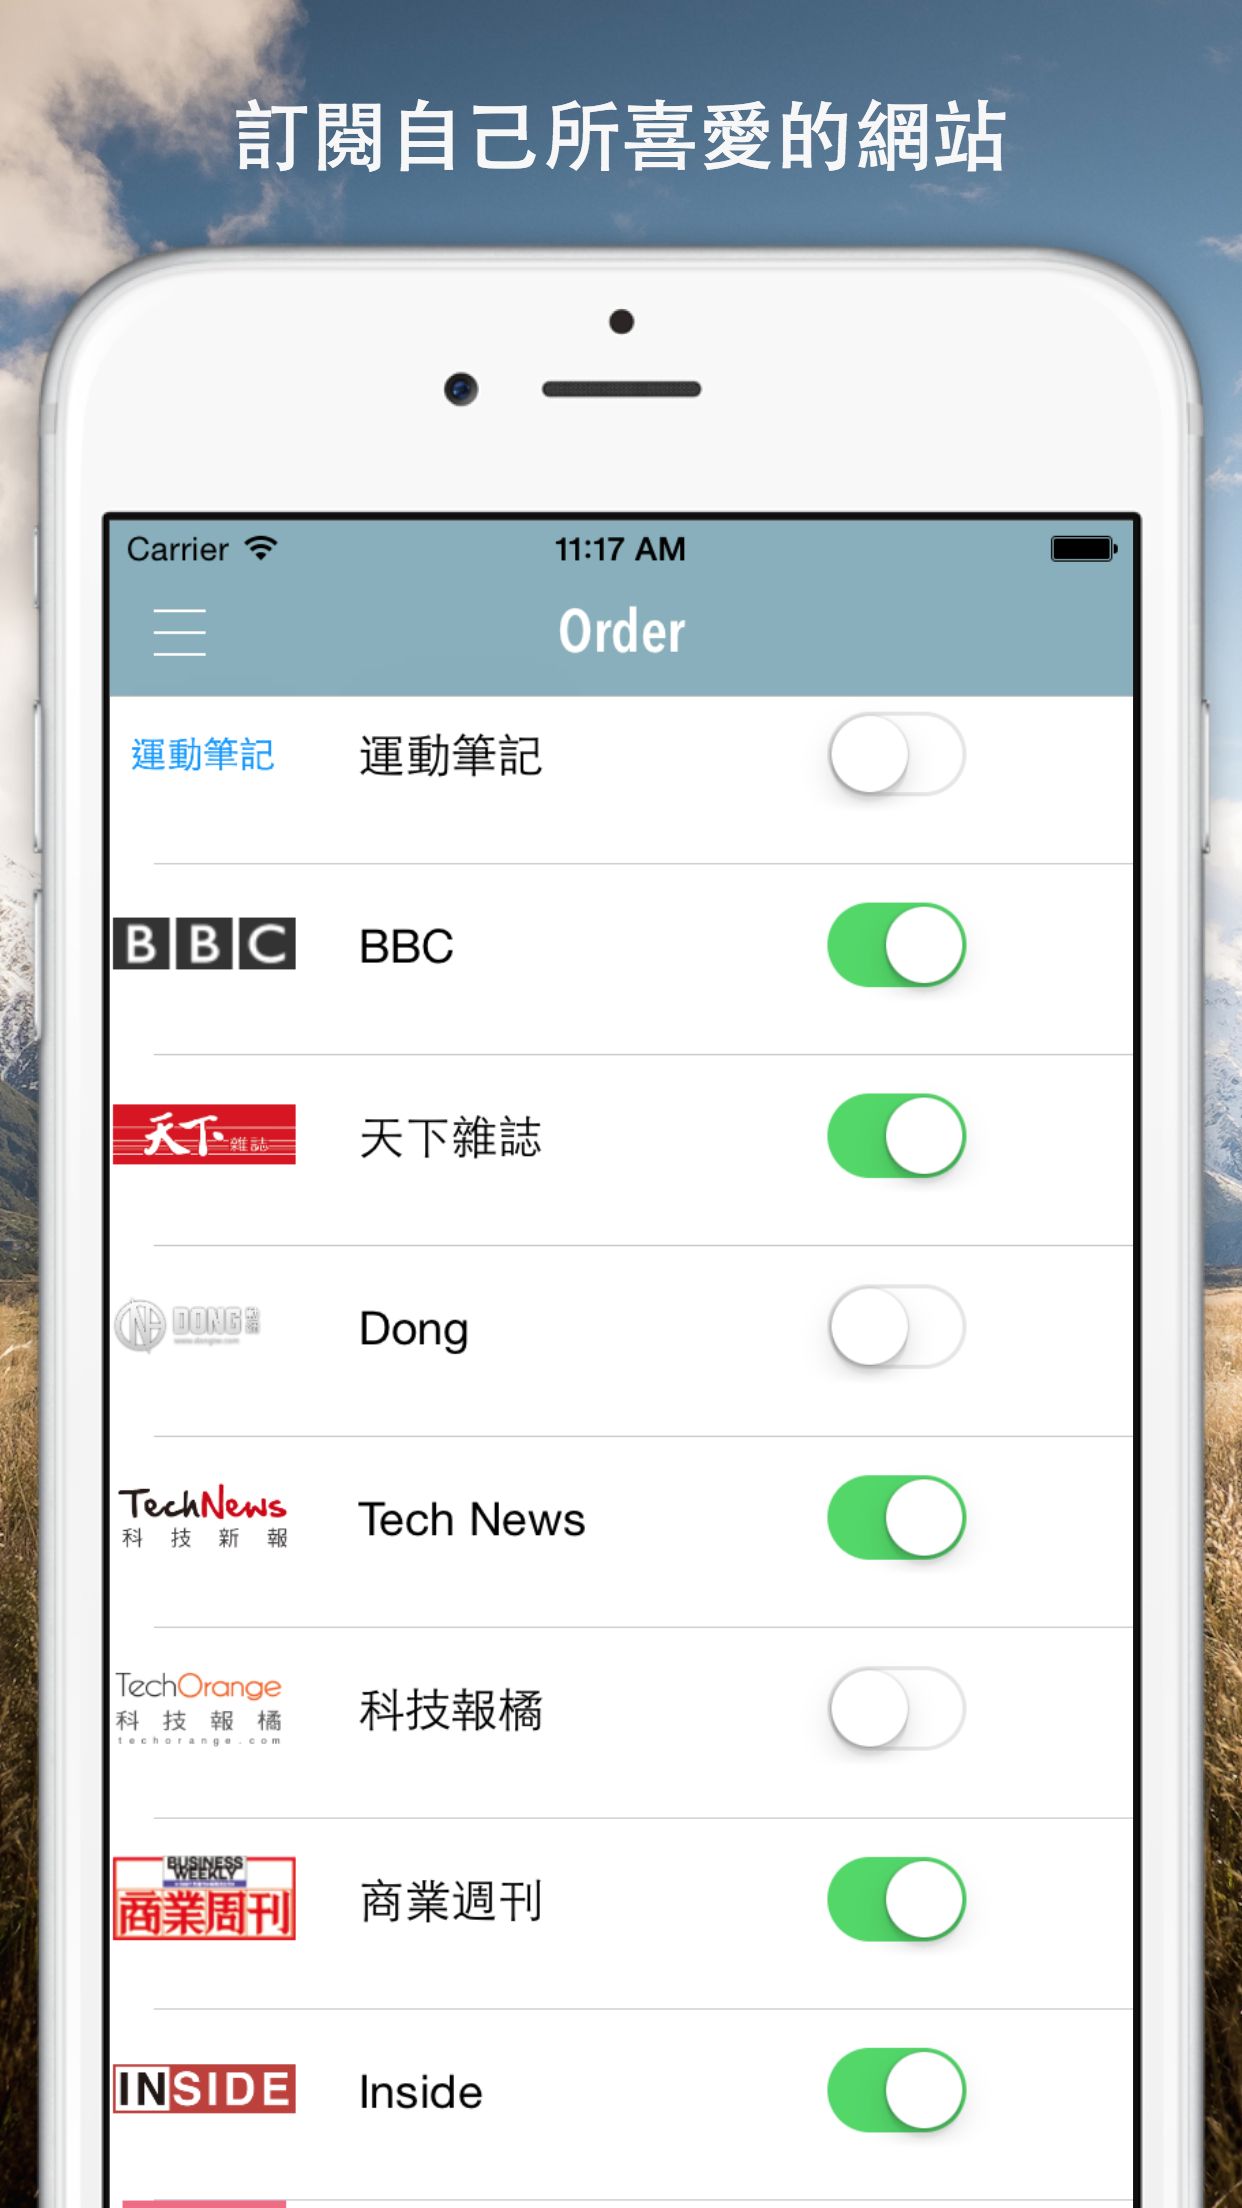 訂閱自己所喜愛的網站
Carrier 11:17 AM
Order
運動筆記 運動筆記
BBC BBC
天下雜誌 天下雜誌
DONG
Dong
TechNews
科技新報
Tech News
TechOrange
科技報橘
techorange.com
科技報橘
BUSINESS
WEEKLY
商業周刊
商業週刊
INSIDE Inside